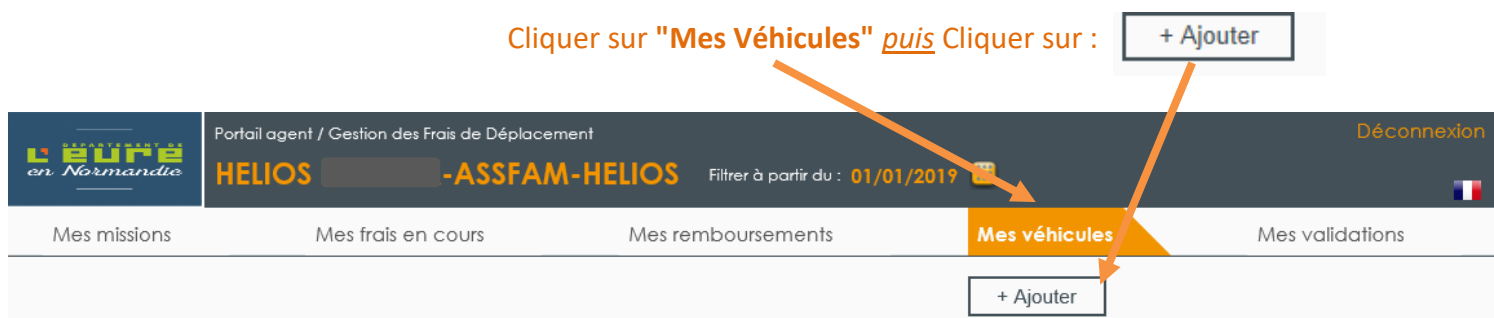 Cliquer sur "Mes Véhicules" puis Cliquer sur : + Ajouter
Portail agent / Gestion des Frais de Déplacement
Déconnexion
DEPARTEMENT DE
L'eure
en Normandie
HELIOS -ASSFAM-HELIOS Filtrer à partir du : 01/01/2019
Mes missions Mes frais en cours Mes remboursements Mes véhicules Mes validations
+ Ajouter